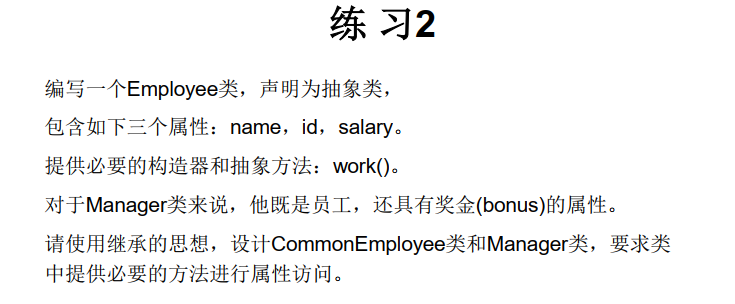 练 习2
编写一个Employee类，声明为抽象类，
包含如下三个属性：name，id，salary。
提供必要的构造器和抽象方法：work()。
对于Manager类来说，他既是员工，还具有奖金(bonus)的属性。
请使用继承的思想，设计CommonEmployee类和Manager类，要求类
中提供必要的方法进行属性访问。